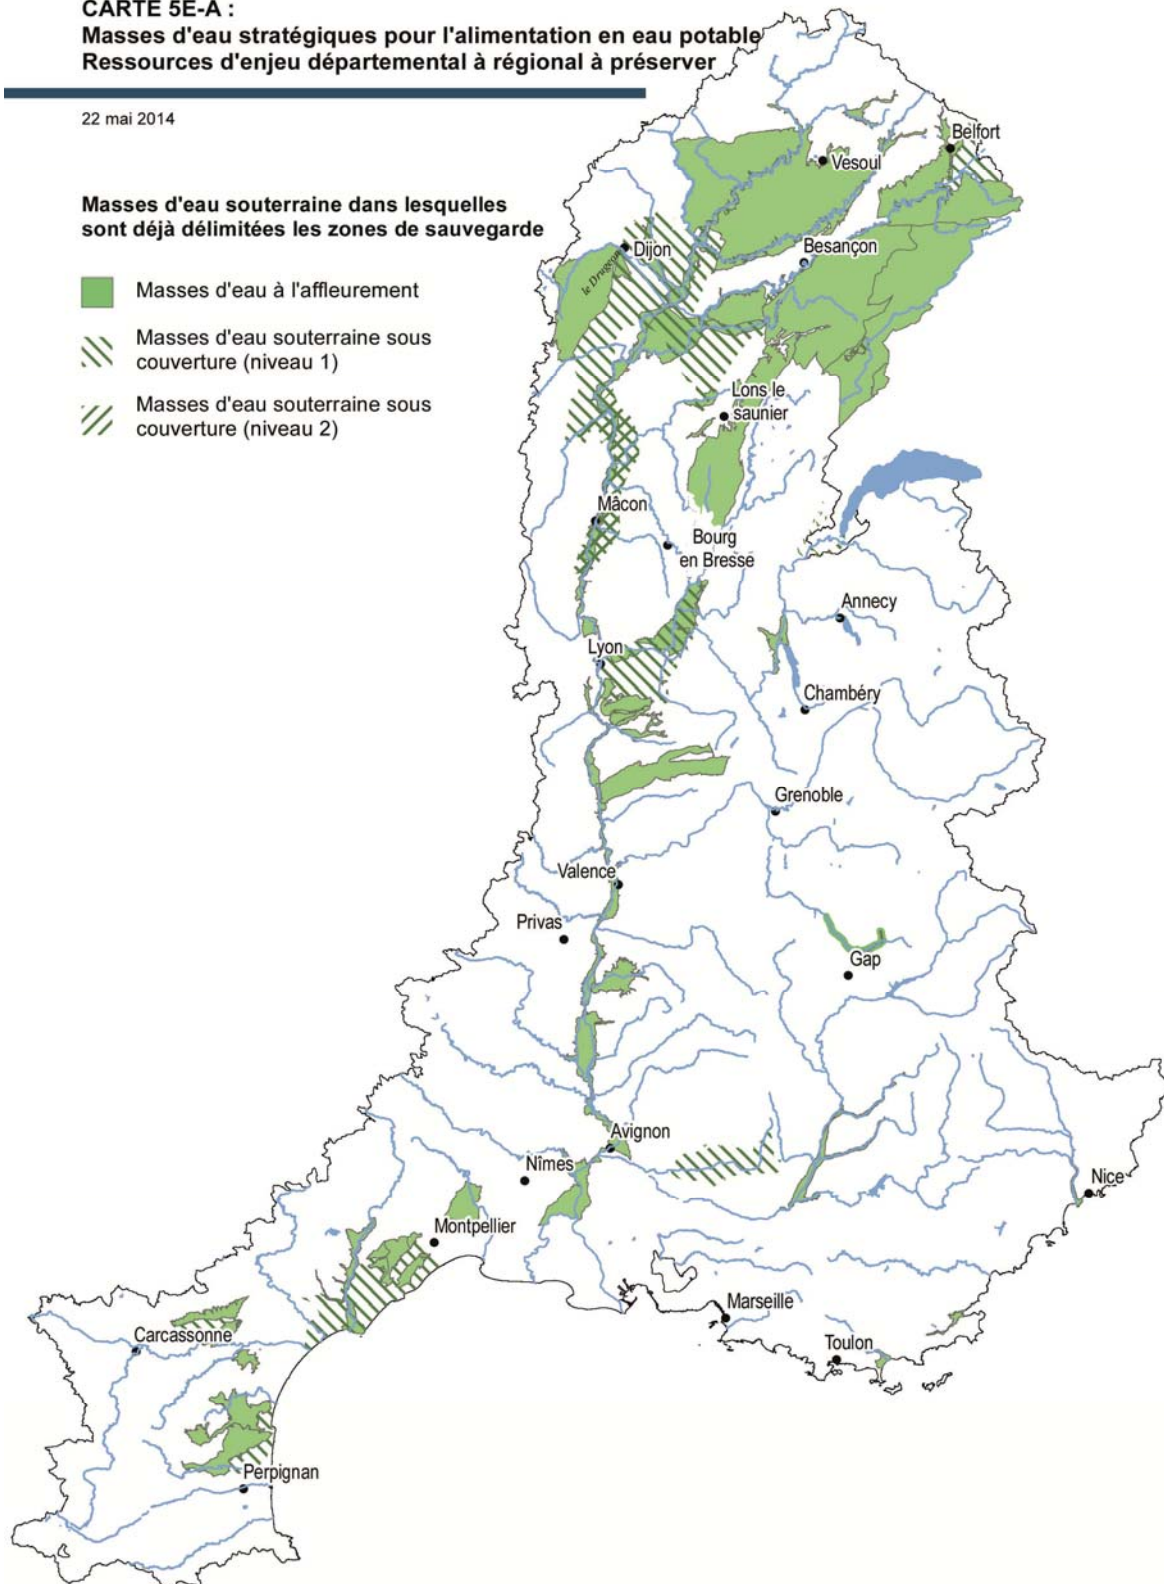 CARTE 5E-A :
Masses d'eau stratégiques pour l'alimentation en eau potable
Ressources d'enjeu départemental à régional à préserver
22 mai 2014
Masses d'eau souterraine dans lesquelles
sont déjà délimitées les zones de sauvegarde
Masses d'eau à l'affleurement
Masses d'eau souterraine sous
couverture (niveau 1)
Masses d'eau souterraine sous
couverture (niveau 2)
Belfort
Vesoul
Dijon
Besançon
le Drugeon
Lons le
saunier
Mâcon
Bourg
en Bresse
Annecy
Lyon
Chambéry
Grenoble
Valence
Privas
Gap
Avignon
Nîmes
Nice
Montpellier
Marseille
Carcassonne
Toulon
Perpignan